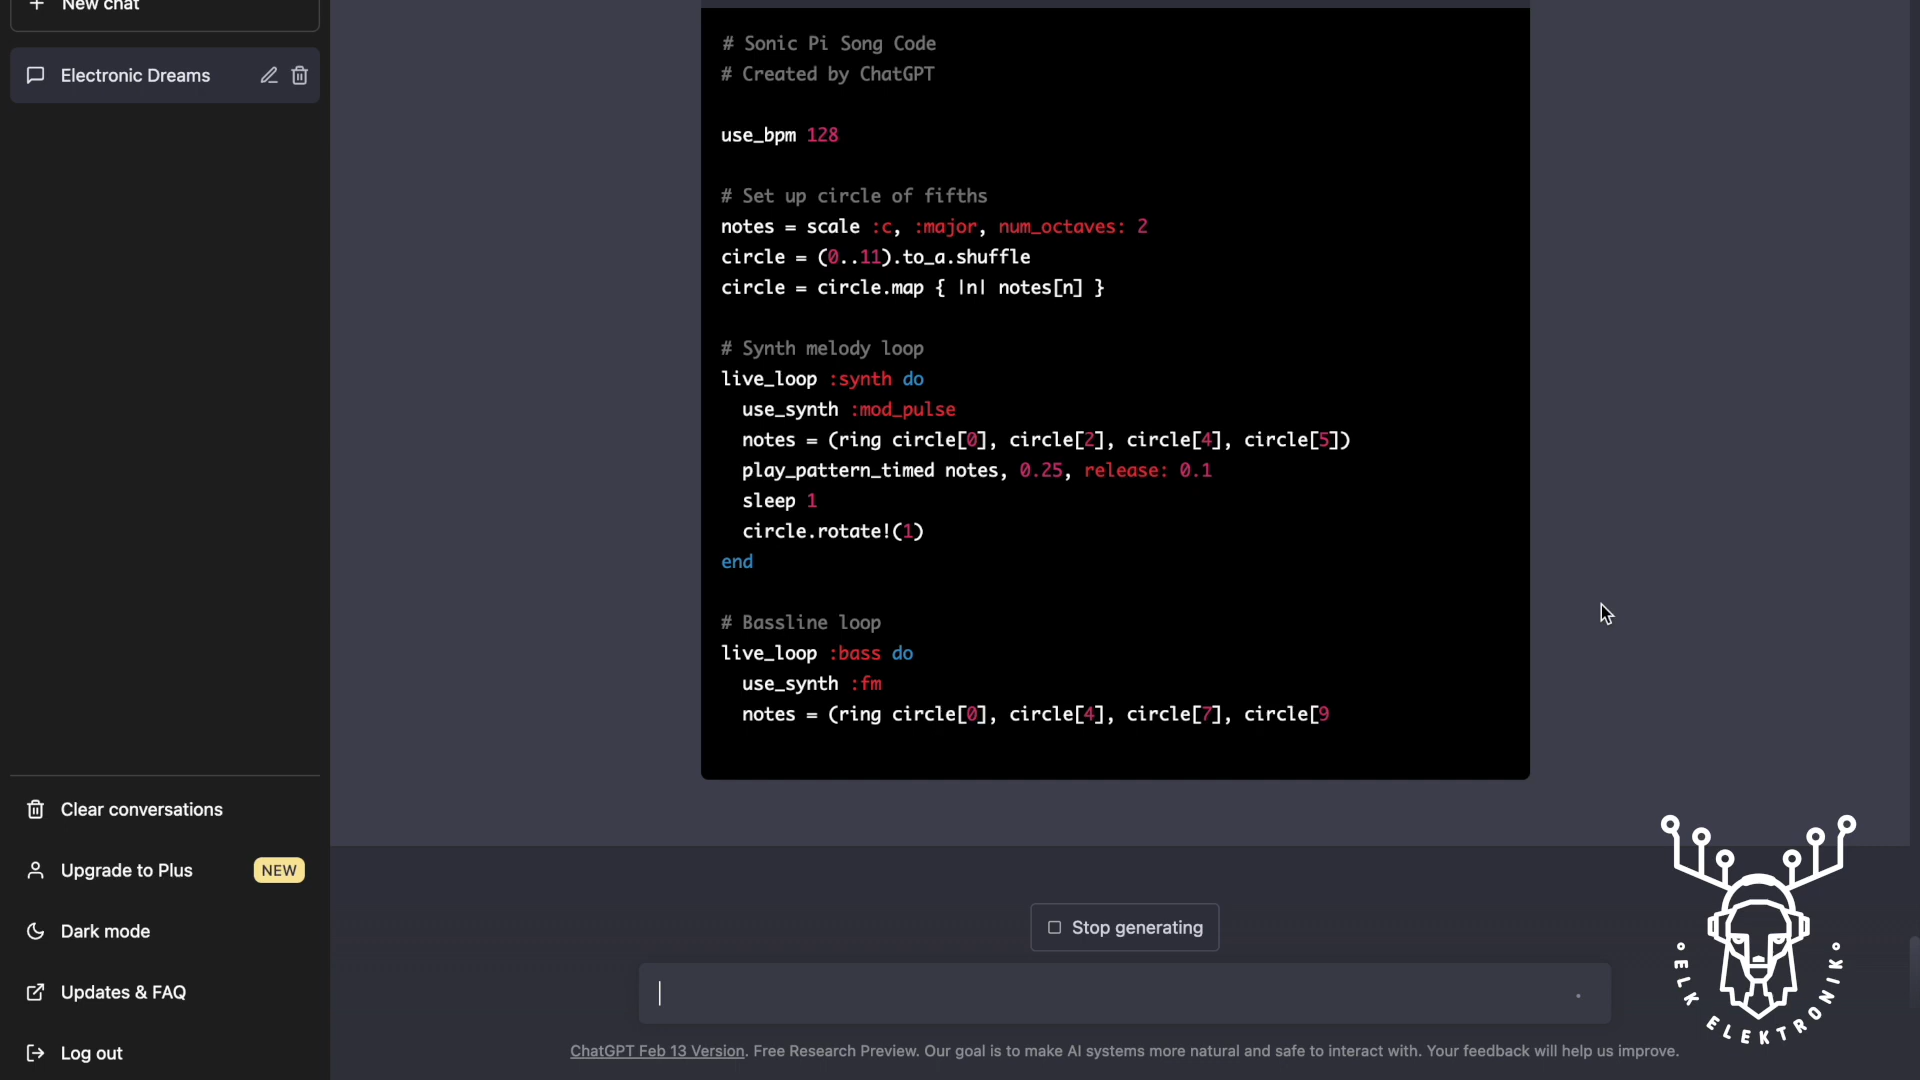 New chat
Electronic Dreams
# Sonic Pi Song Code
# Created by ChatGPT
use_bpm 128
# Set up circle of fifths
notes = scale :c, :major, num_octaves: 2
circle = (0..11).to_a.shuffle
circle = circle.map { |n| notes[n] }
# Synth melody loop
live_loop :synth do
  use_synth :mod_pulse
  notes = (ring circle[0], circle[2], circle[4], circle[5])
  play_pattern_timed notes, 0.25, release: 0.1
  sleep 1
  circle.rotate!(1)
end
# Bassline loop
live_loop :bass do
  use_synth :fm
  notes = (ring circle[0], circle[4], circle[7], circle[9
Clear conversations
Upgrade to Plus NEW
Dark mode
Updates & FAQ
Log out
Stop generating
ChatGPT Feb 13 Version. Free Research Preview. Our goal is to make AI systems more natural and safe to interact with. Your feedback will help us improve.
ELK ELEKTRONIK